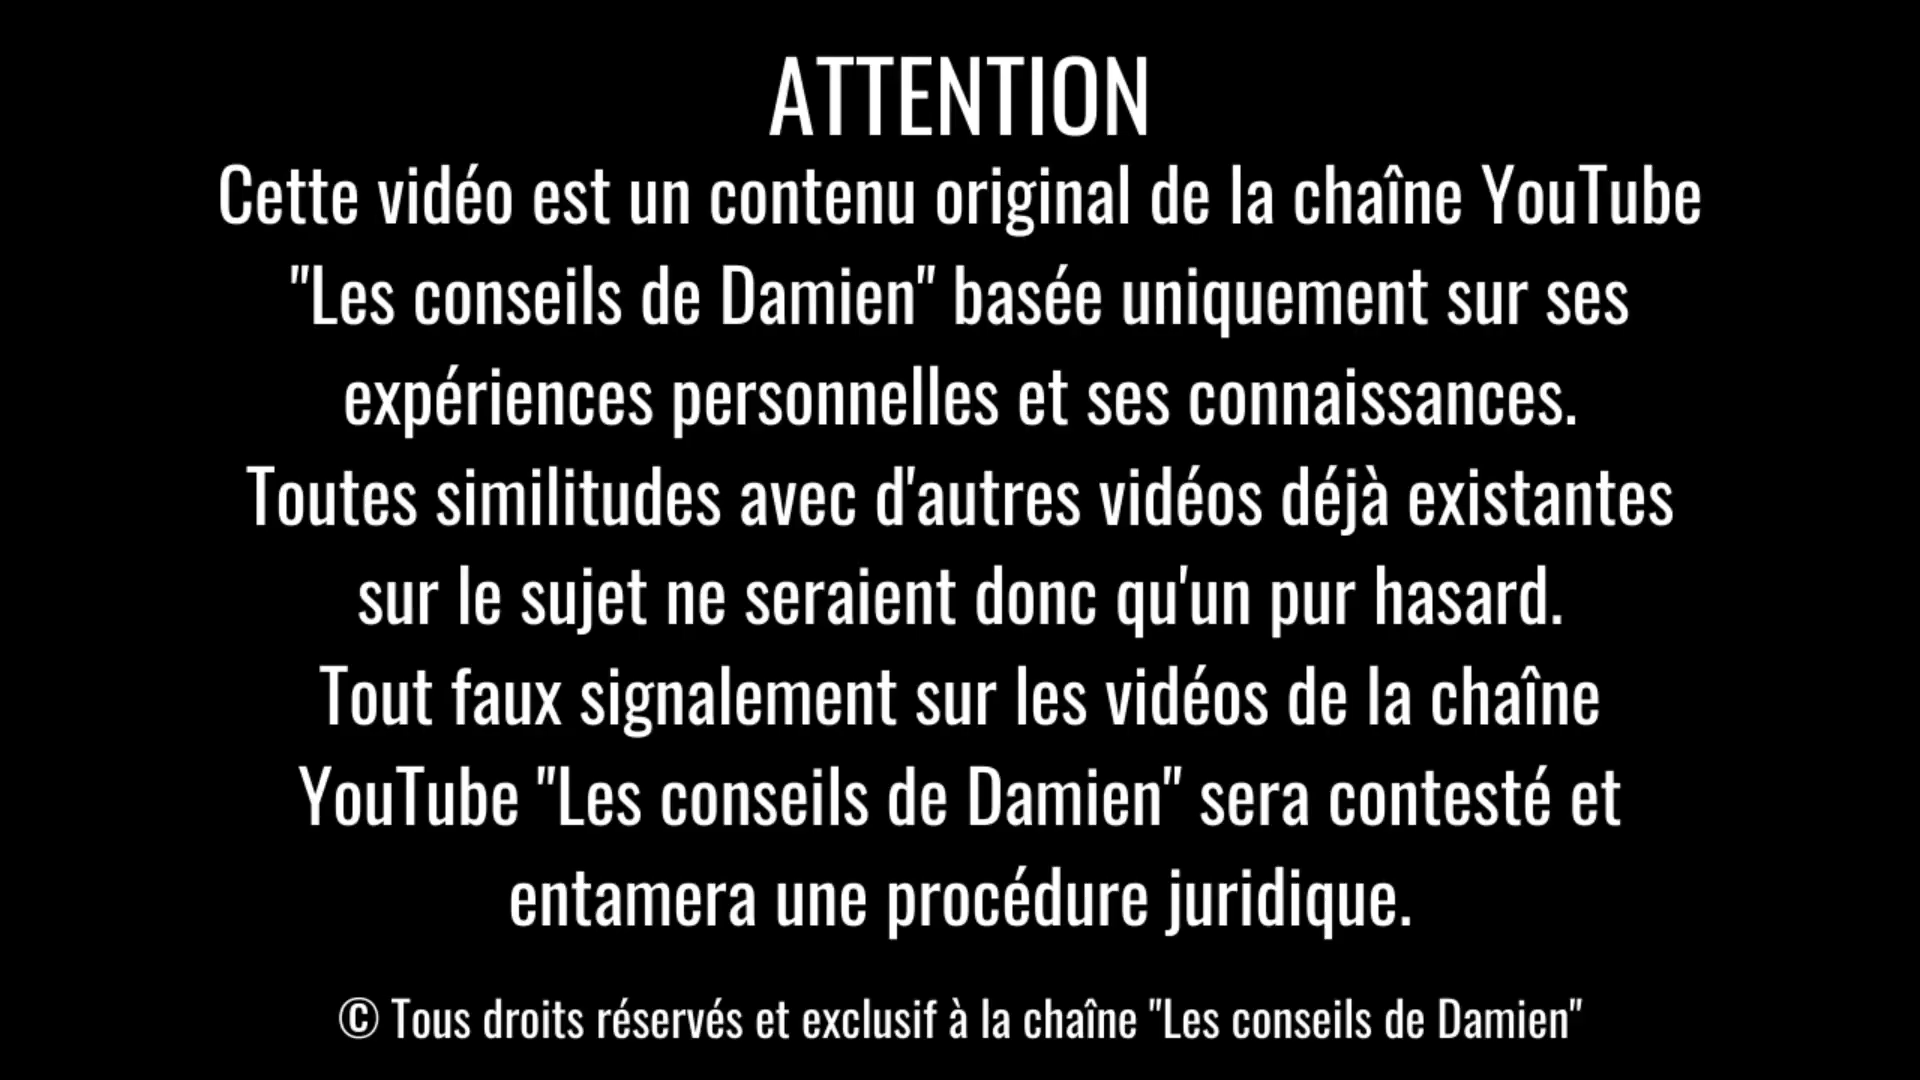 ATTENTION
Cette vidéo est un contenu original de la chaîne YouTube
"Les conseils de Damien" basée uniquement sur ses
expériences personnelles et ses connaissances.
Toutes similitudes avec d'autres vidéos déjà existantes
sur le sujet ne seraient donc qu'un pur hasard.
Tout faux signalement sur les vidéos de la chaîne
YouTube "Les conseils de Damien" sera contesté et
entamera une procédure juridique.
© Tous droits réservés et exclusif à la chaîne "Les conseils de Damien"